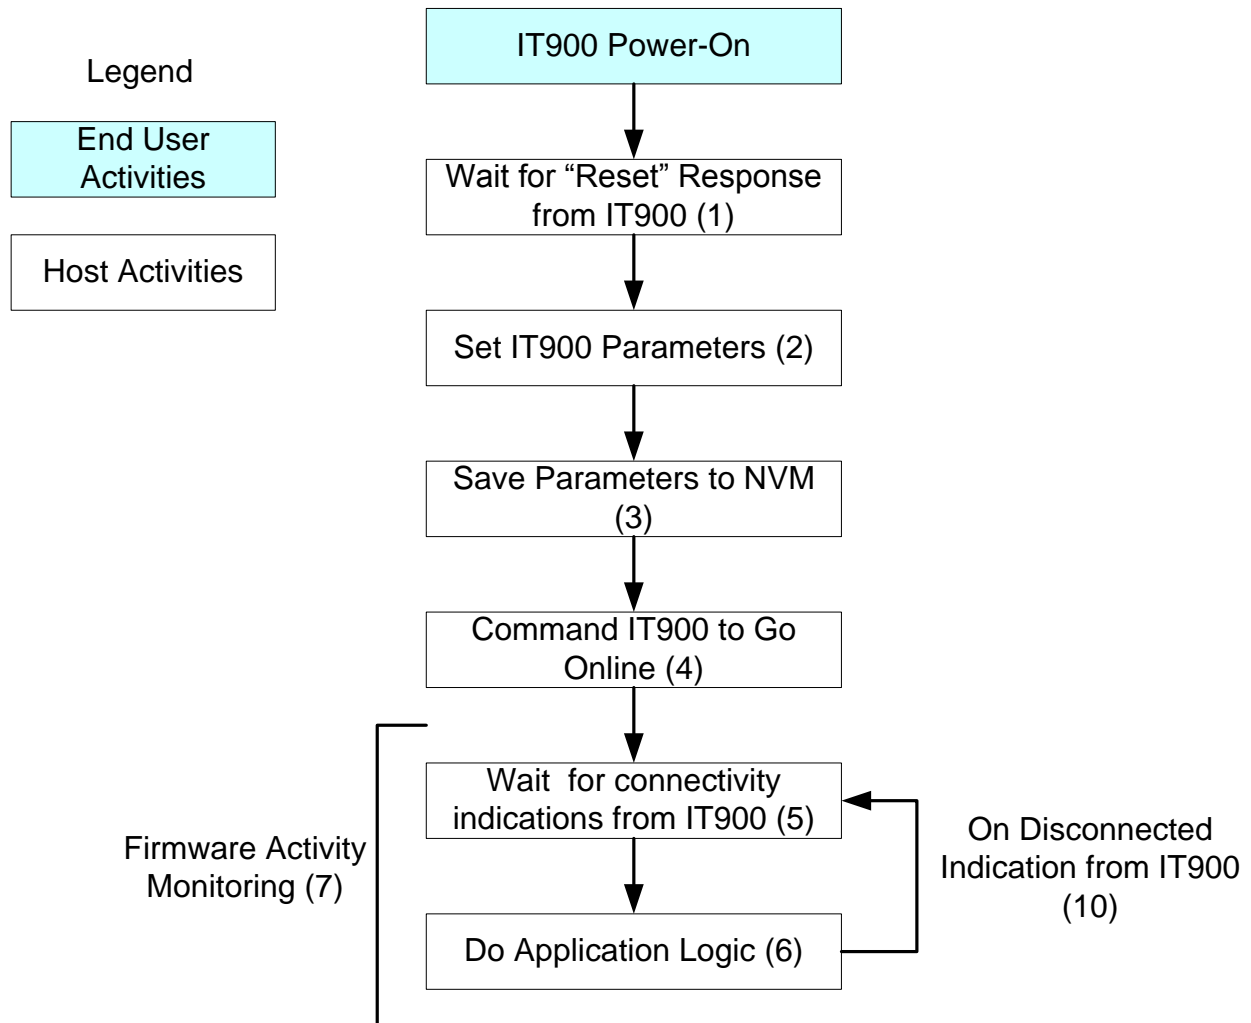 IT900 Power-On
Legend
End User
Activities
Host Activities
Wait for “Reset” Response
from IT900 (1)
Set IT900 Parameters (2)
Save Parameters to NVM
(3)
Command IT900 to Go
Online (4)
Wait  for connectivity
indications from IT900 (5)
Firmware Activity
Monitoring (7)
On Disconnected
Indication from IT900
(10)
Do Application Logic (6)